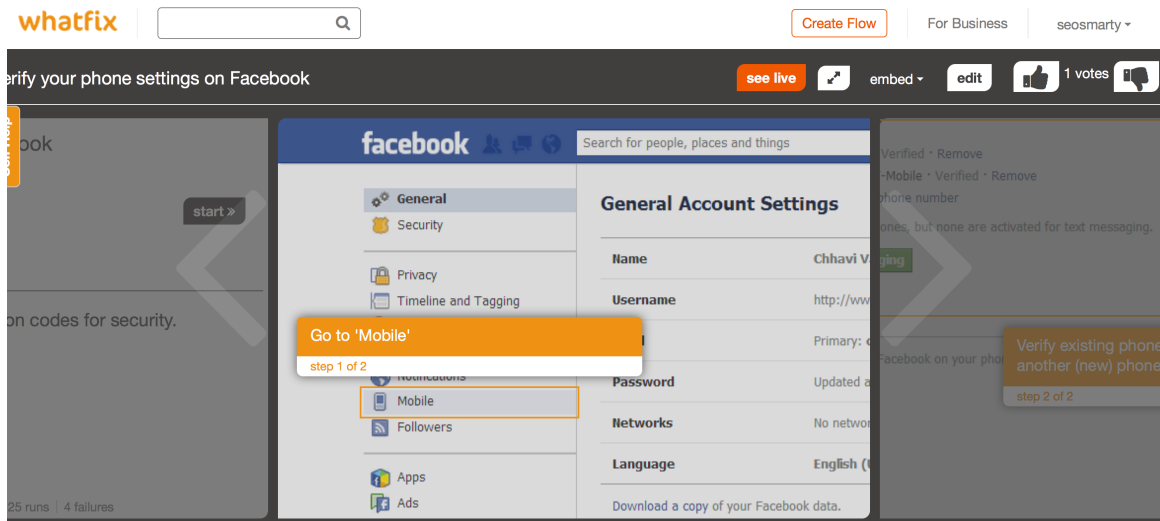 whatfix
Create Flow
For Business
seosmarty
erify your phone settings on Facebook
see live
embed
edit
1 votes
ook
start »
on codes for security.
25 runs | 4 failures
facebook
Search for people, places and things
General
Security
Privacy
Timeline and Tagging
Go to 'Mobile'
step 1 of 2
Notifications
Mobile
Followers
Apps
Ads
General Account Settings
Name Chhavi V
Username http://ww
Primary:
Password Updated a
Networks No networ
Language English (
Download a copy of your Facebook data.
Verified · Remove
-Mobile · Verified · Remove
phone number
ones, but none are activated for text messaging.
ging
Facebook on your pho
Verify existing phone
another (new) phone
step 2 of 2